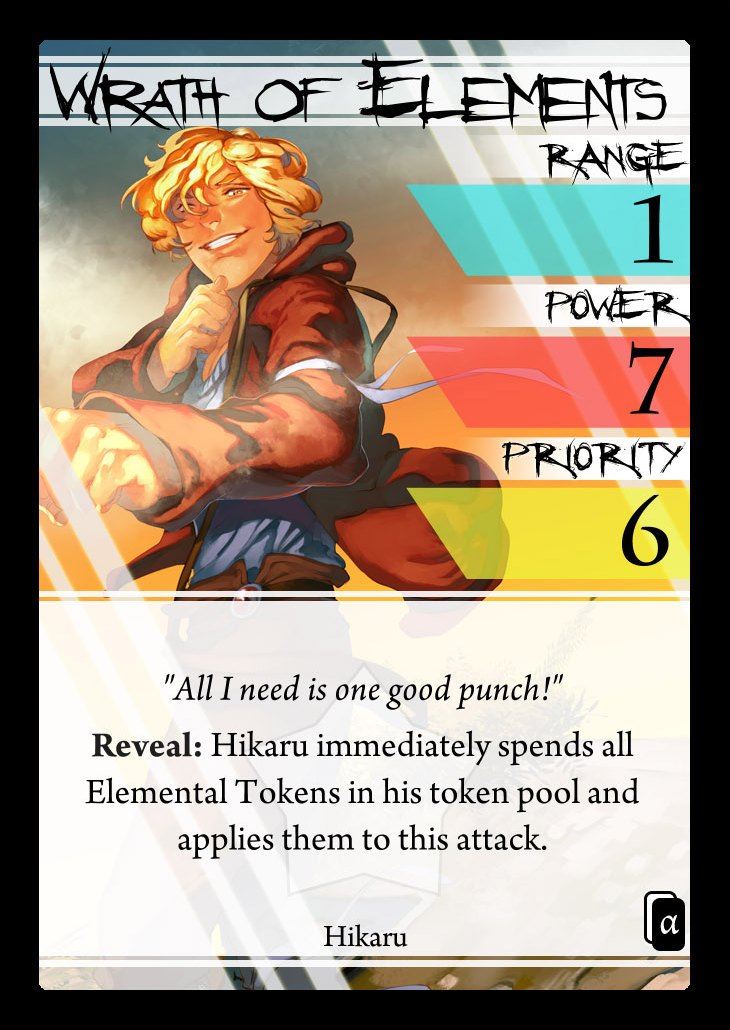 Wrath of Elements
Range
1
Power
7
Priority
6
"All I need is one good punch!"
Reveal: Hikaru immediately spends all
Elemental Tokens in his token pool and
applies them to this attack.
Hikaru
α